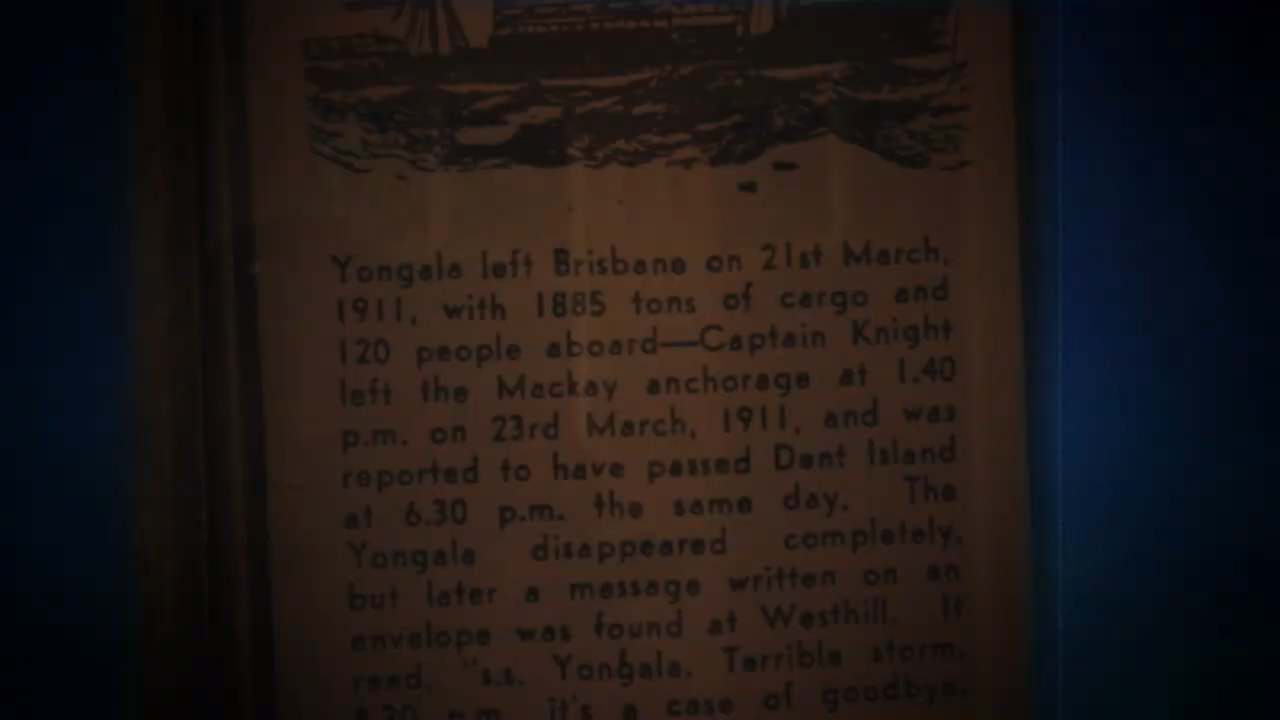 Yongala left Brisbane on 21st March,
1911, with 1885 tons of cargo and
120 people aboard—Captain Knight
left the Mackay anchorage at 1.40
p.m. on 23rd March, 1911, and was
reported to have passed Dent Island
at 6.30 p.m. the same day. The
Yongala disappeared completely,
but later a message written on an
envelope was found at Westhill. It
read, "s.s. Yongala. Terrible storm,
p.m. it's a case of goodbye,